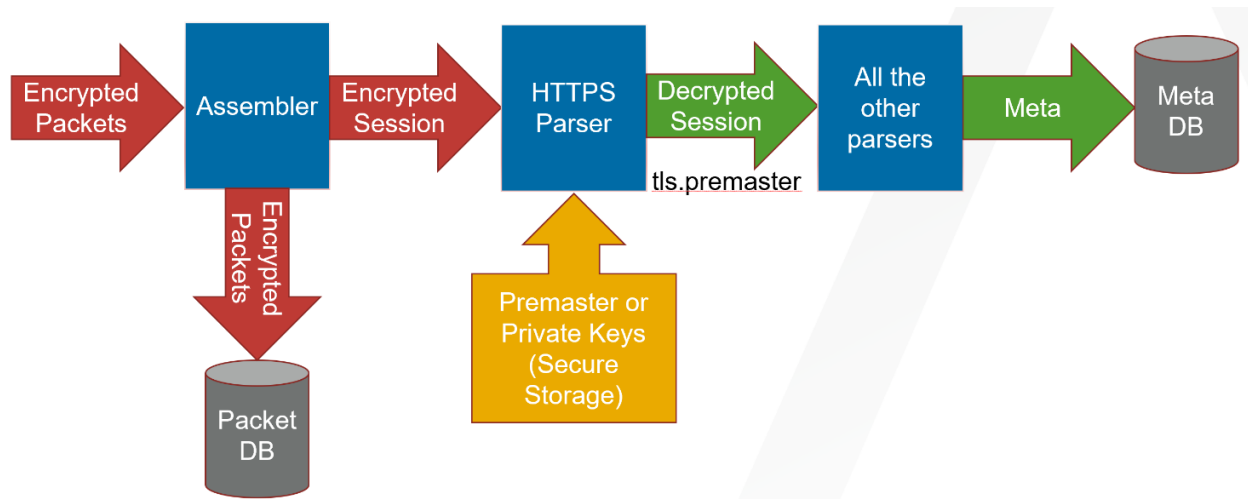 Encrypted
Packets
Assembler
Encrypted
Session
HTTPS
Parser
Decrypted
Session
tls.premaster
All the
other
parsers
Meta
Meta
DB
Encrypted
Packets
Premaster or
Private Keys
(Secure
Storage)
Packet
DB